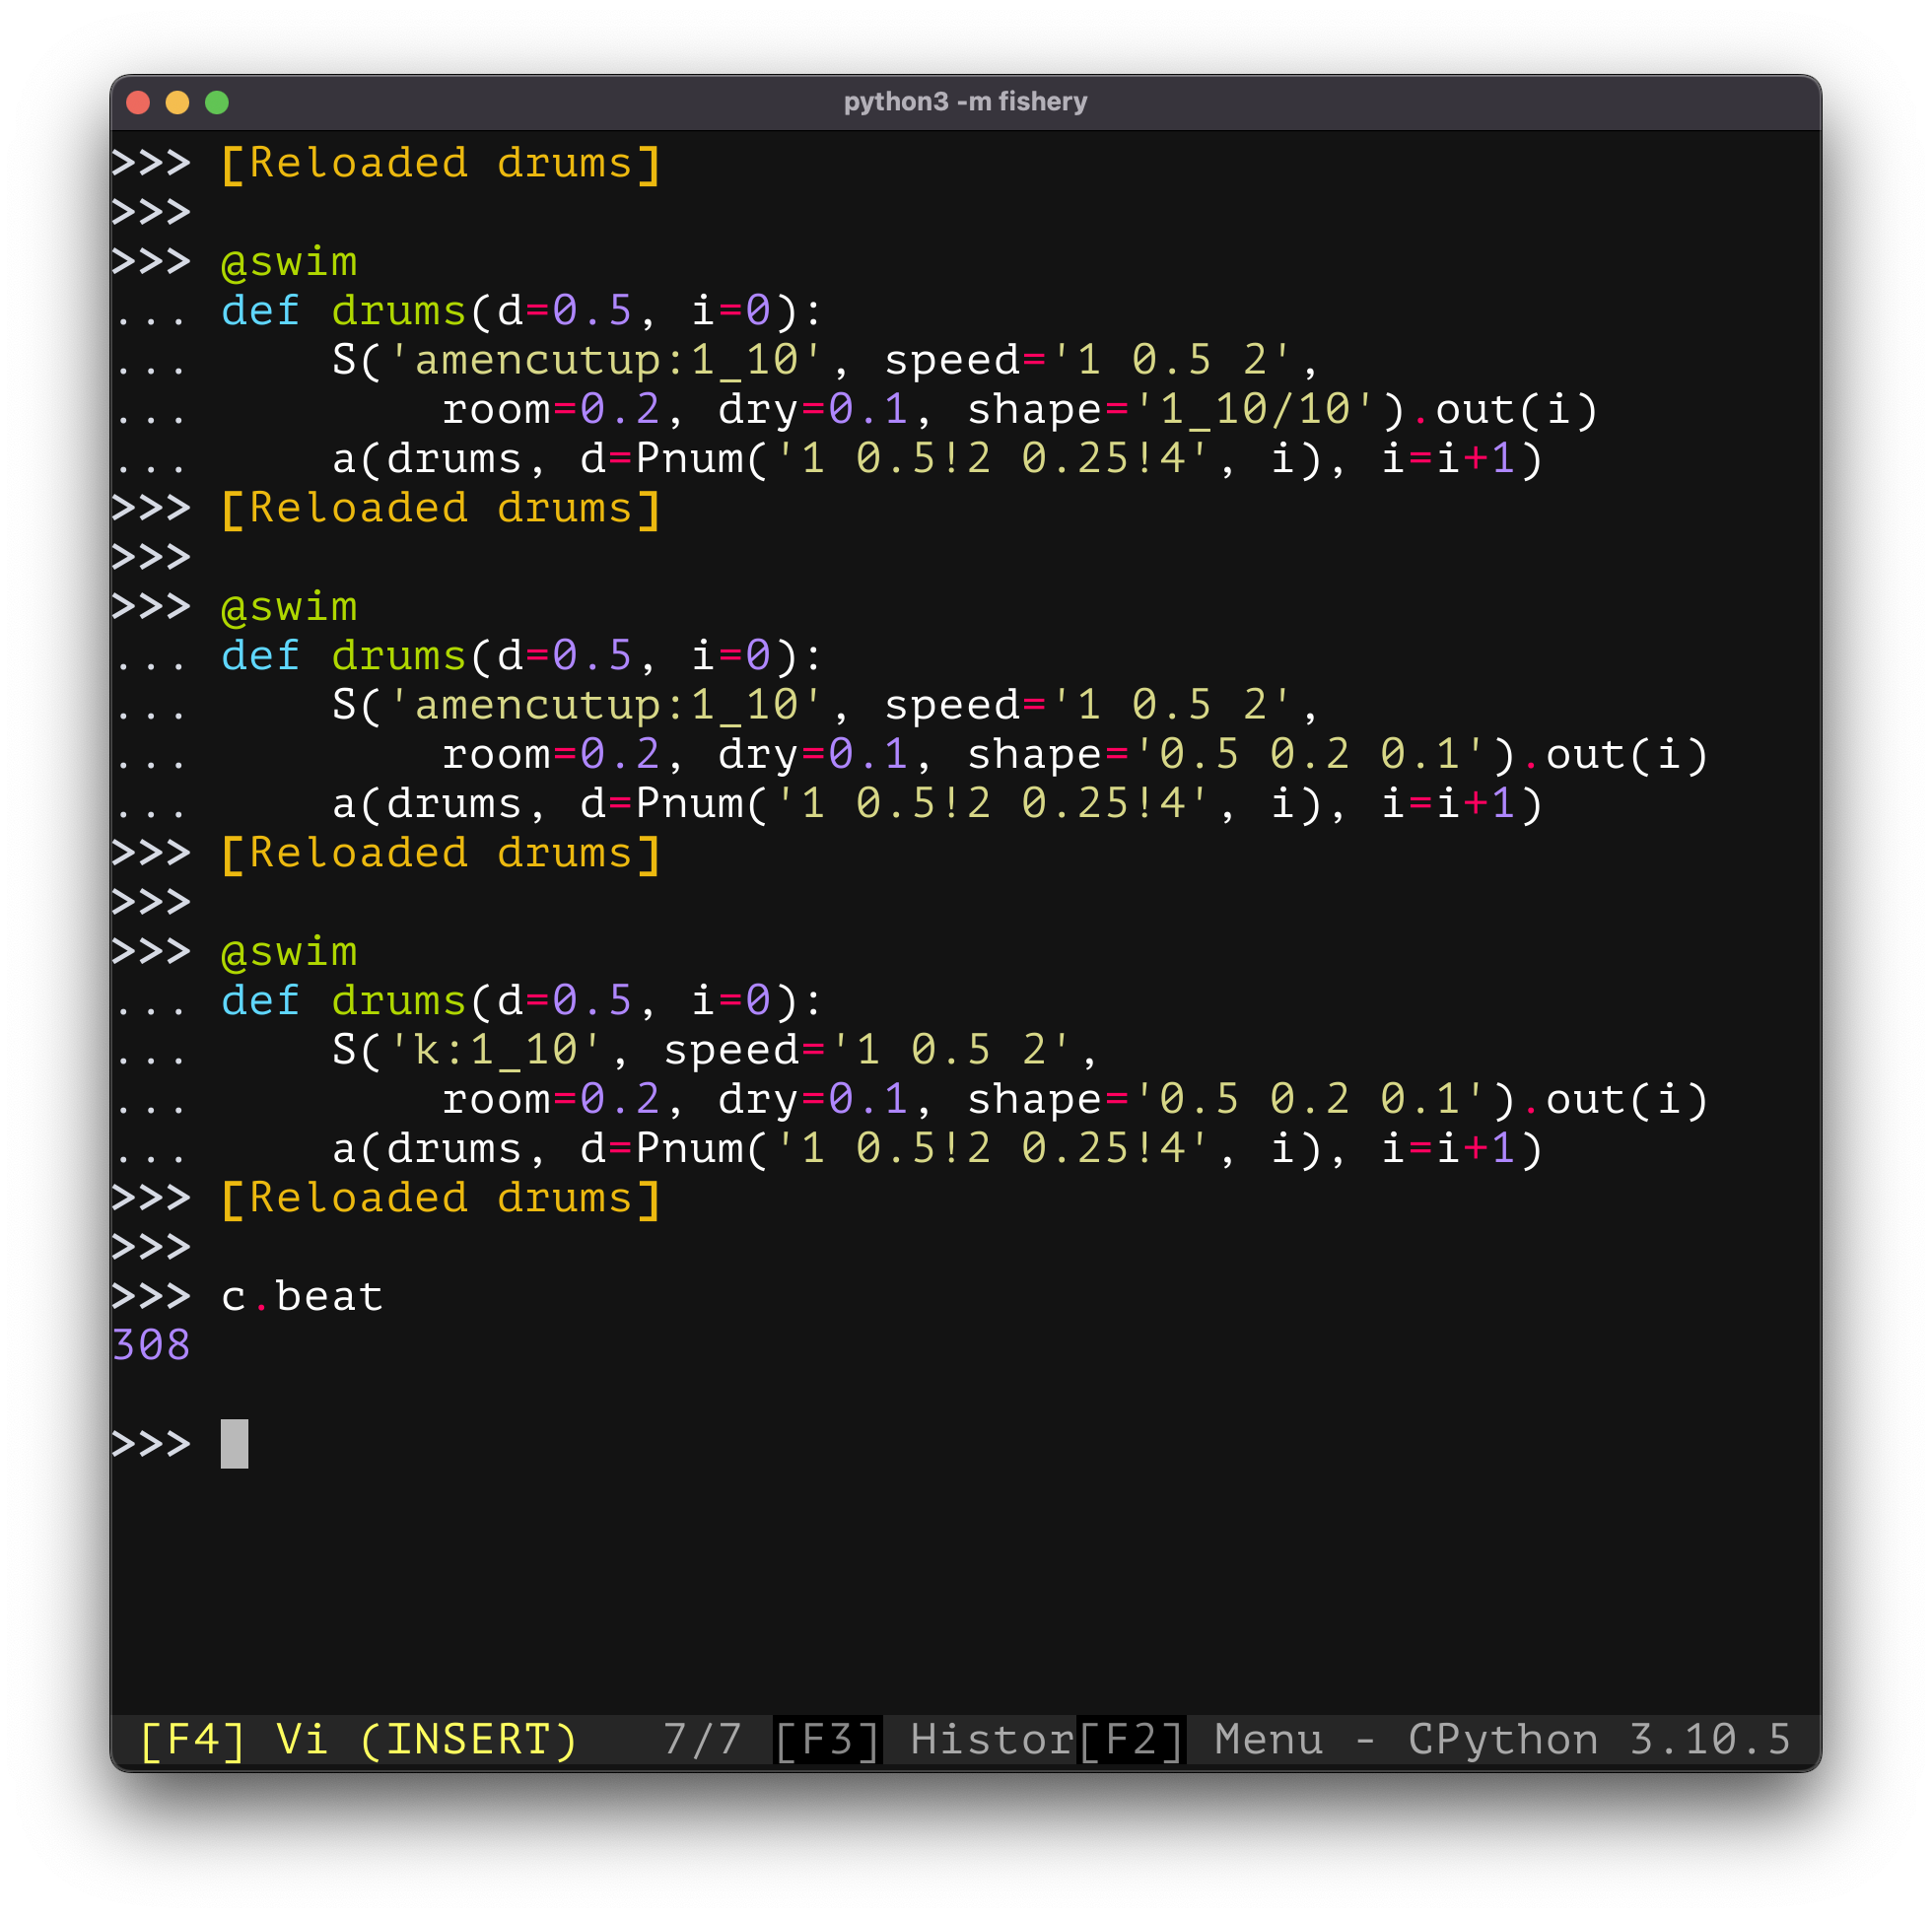 python3 -m fishery
>>> [Reloaded drums]
>>>
>>> @swim
... def drums(d=0.5, i=0):
...     S('amencutup:1_10', speed='1 0.5 2',
...         room=0.2, dry=0.1, shape='1_10/10').out(i)
...     a(drums, d=Pnum('1 0.5!2 0.25!4', i), i=i+1)
>>> [Reloaded drums]
>>>
>>> @swim
... def drums(d=0.5, i=0):
...     S('amencutup:1_10', speed='1 0.5 2',
...         room=0.2, dry=0.1, shape='0.5 0.2 0.1').out(i)
...     a(drums, d=Pnum('1 0.5!2 0.25!4', i), i=i+1)
>>> [Reloaded drums]
>>>
>>> @swim
... def drums(d=0.5, i=0):
...     S('k:1_10', speed='1 0.5 2',
...         room=0.2, dry=0.1, shape='0.5 0.2 0.1').out(i)
...     a(drums, d=Pnum('1 0.5!2 0.25!4', i), i=i+1)
>>> [Reloaded drums]
>>>
>>> c.beat
308
>>>
[F4] Vi (INSERT)   7/7 [F3] Histor[F2] Menu - CPython 3.10.5